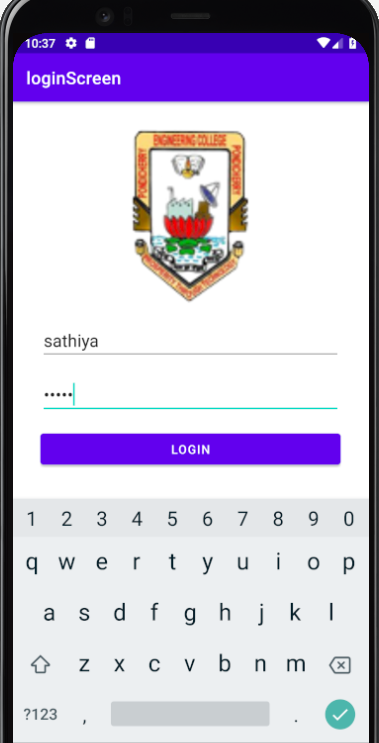 10:37
loginScreen
ENGINEERING COLLEGE
PONDICHERRY
PONDICHERRY
sathiya
•••••
LOGIN
1 2 3 4 5 6 7 8 9 0
q w e r t y u i o p
a s d f g h j k l
z x c v b n m
?123 , .